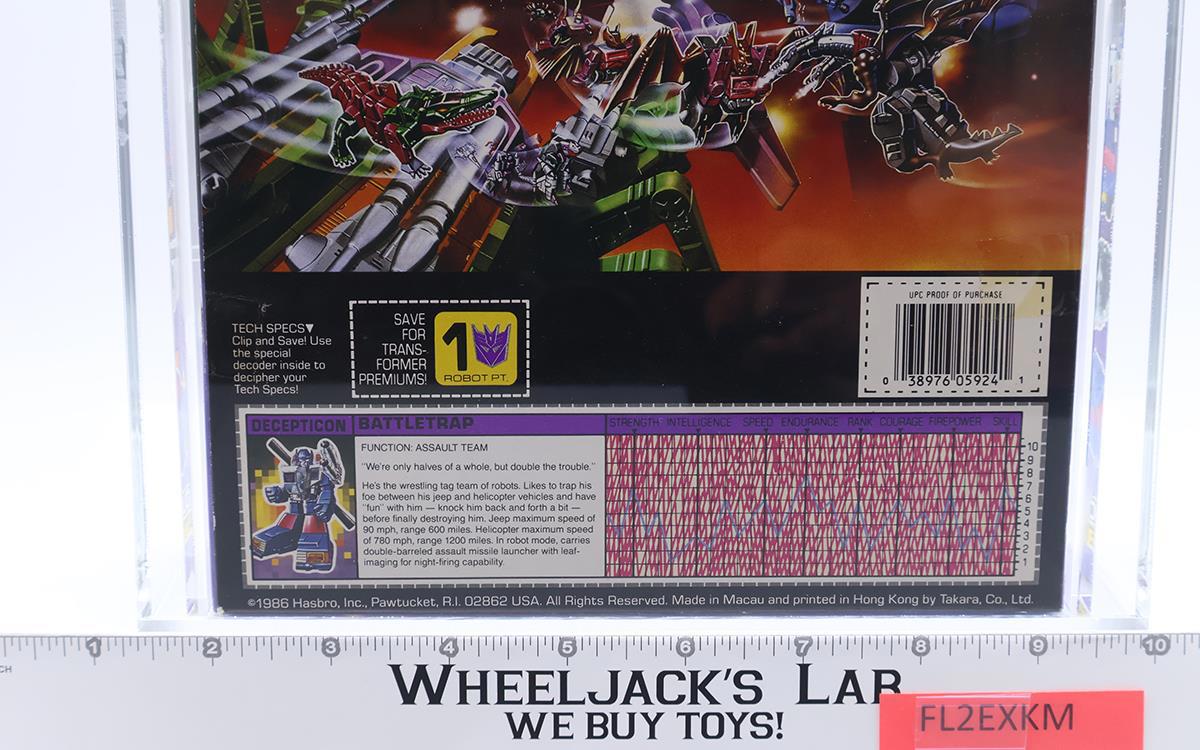 TECH SPECS▼
Clip and Save! Use
the special
decoder inside to
decipher your
Tech Specs!
SAVE
FOR
TRANS-
FORMER
PREMIUMS!
1
ROBOT PT.
UPC PROOF OF PURCHASE
0 38976 05924 1
DECEPTICON BATTLETRAP
FUNCTION: ASSAULT TEAM
"We're only halves of a whole, but double the trouble."
He's the wrestling tag team of robots. Likes to trap his
foe between his jeep and helicopter vehicles and have
"fun" with him — knock him back and forth a bit —
before finally destroying him. Jeep maximum speed of
90 mph, range 600 miles. Helicopter maximum speed
of 780 mph, range 1200 miles. In robot mode, carries
double-barreled assault missile launcher with leaf-
imaging for night-firing capability.
STRENGTH INTELLIGENCE SPEED ENDURANCE RANK COURAGE FIREPOWER SKILL
10
9
8
7
6
5
4
3
2
1
©1986 Hasbro, Inc., Pawtucket, R.I. 02862 USA. All Rights Reserved. Made in Macau and printed in Hong Kong by Takara, Co., Ltd.
1 2 3 4 5 6 7 8 9 10
WHEELJACK'S LAB
WE BUY TOYS!
FL2EXKM